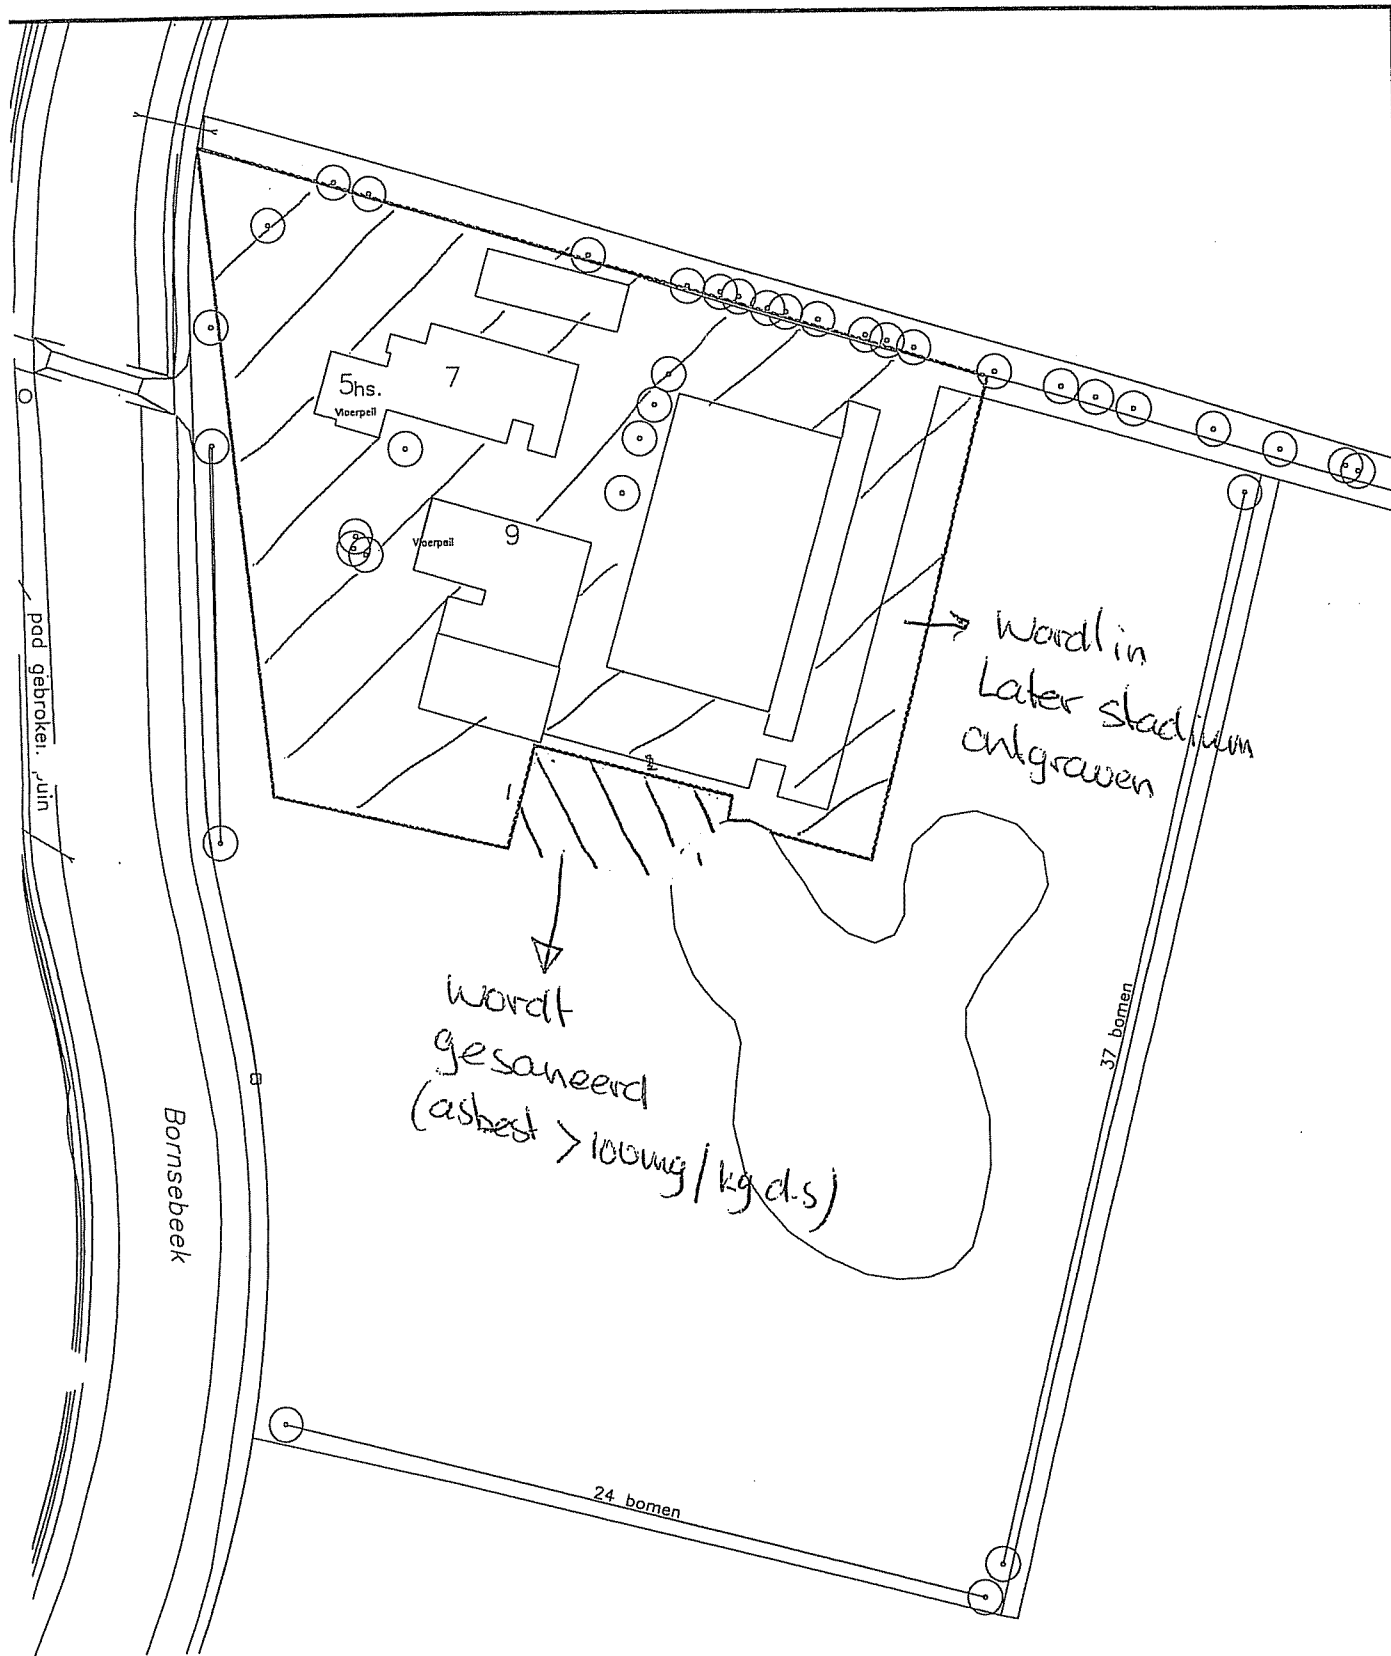 7
5hs.
Vloerpeil
9
Vloerpeil
wordt in
Later stadium
ontgraven
pad gebroken puin
wordt
gesaneerd
(asbest > 100mg/kg d.s)
37 bomen
Bornsebeek
24 bomen